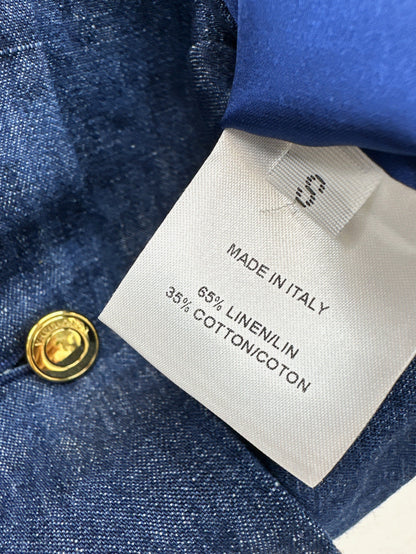 S
MADE IN ITALY
65% LINEN/LIN
35% COTTON/COTON